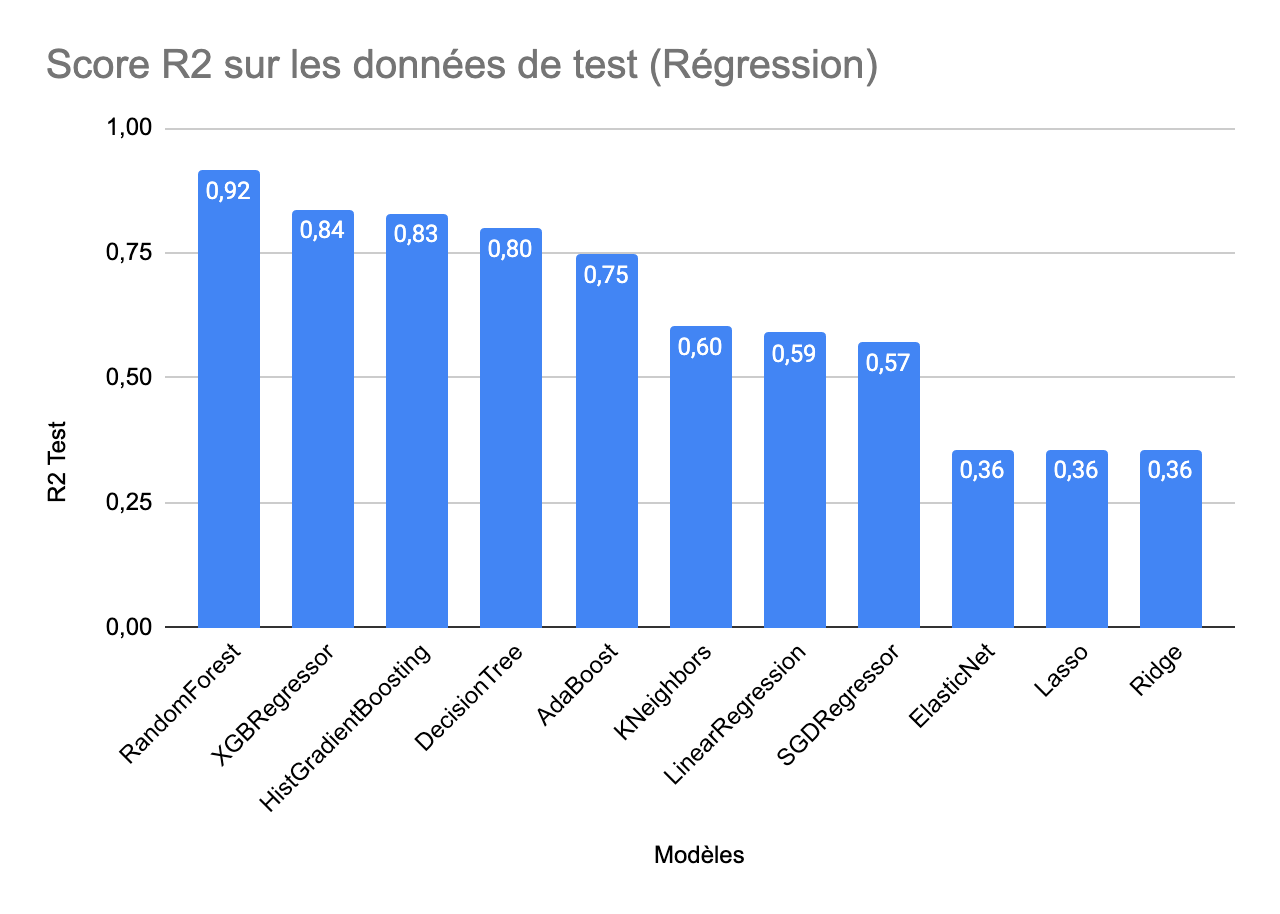 Score R2 sur les données de test (Régression)
1,00
0,75
0,50
0,25
0,00
R2 Test
0,92
0,84
0,83
0,80
0,75
0,60
0,59
0,57
0,36
0,36
0,36
RandomForest
XGBRegressor
HistGradientBoosting
DecisionTree
AdaBoost
KNeighbors
LinearRegression
SGDRegressor
ElasticNet
Lasso
Ridge
Modèles